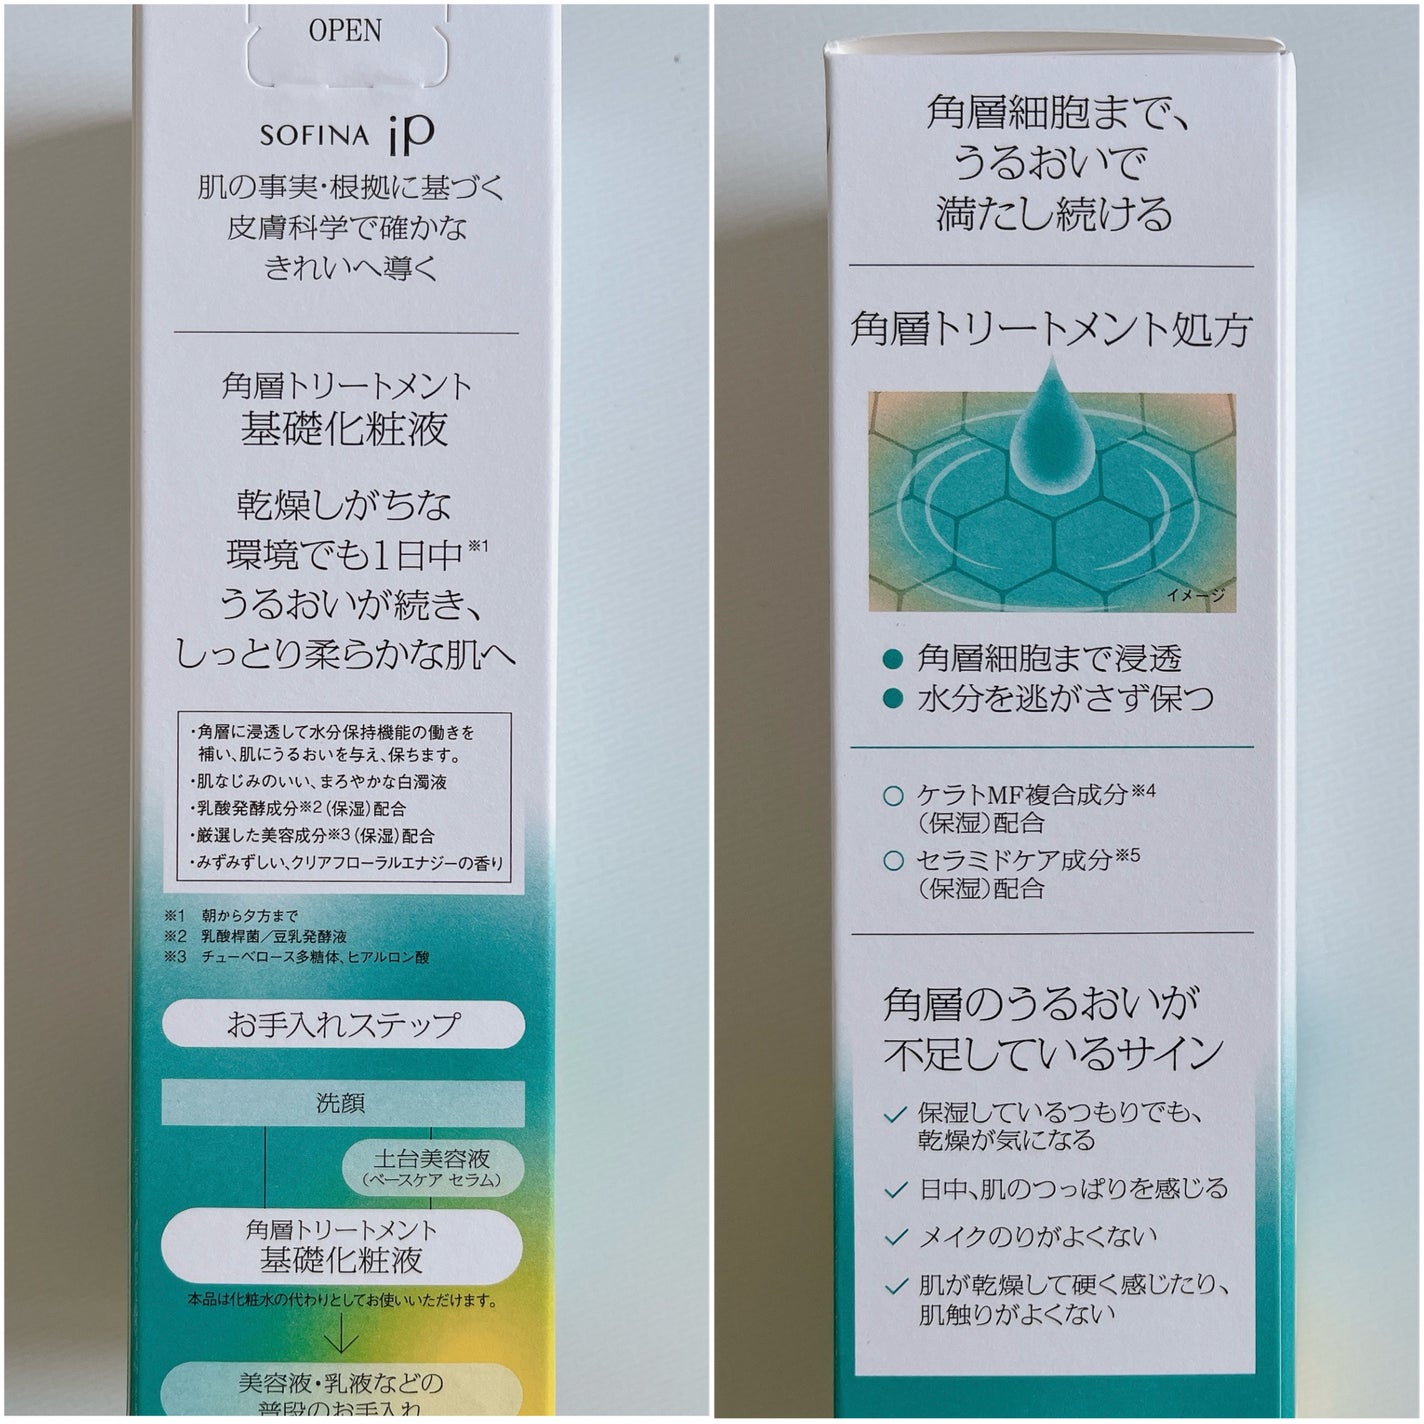 OPEN
SOFINA iP
肌の事実・根拠に基づく
皮膚科学で確かな
きれいへ導く
角層トリートメント
基礎化粧液
乾燥しがちな
環境でも1日中※1
うるおいが続き、
しっとり柔らかな肌へ
・角層に浸透して水分保持機能の働きを
補い、肌にうるおいを与え、保ちます。
・肌なじみのいい、まろやかな白濁液
・乳酸発酵成分※2(保湿)配合
・厳選した美容成分※3(保湿)配合
・みずみずしい、クリアフローラルエナジーの香り
※1 朝から夕方まで
※2 乳酸桿菌/豆乳発酵液
※3 チューベロース多糖体、ヒアルロン酸
お手入れステップ
洗顔
土台美容液
(ベースケア セラム)
角層トリートメント
基礎化粧液
本品は化粧水の代わりとしてお使いいただけます。
美容液・乳液などの
普段のお手入れ
角層細胞まで、
うるおいで
満たし続ける
角層トリートメント処方
イメージ
● 角層細胞まで浸透
● 水分を逃がさず保つ
○ ケラトMF複合成分※4
(保湿)配合
○ セラミドケア成分※5
(保湿)配合
角層のうるおいが
不足しているサイン
✓ 保湿しているつもりでも、
乾燥が気になる
✓ 日中、肌のつっぱりを感じる
✓ メイクのりがよくない
✓ 肌が乾燥して硬く感じたり、
肌触りがよくない